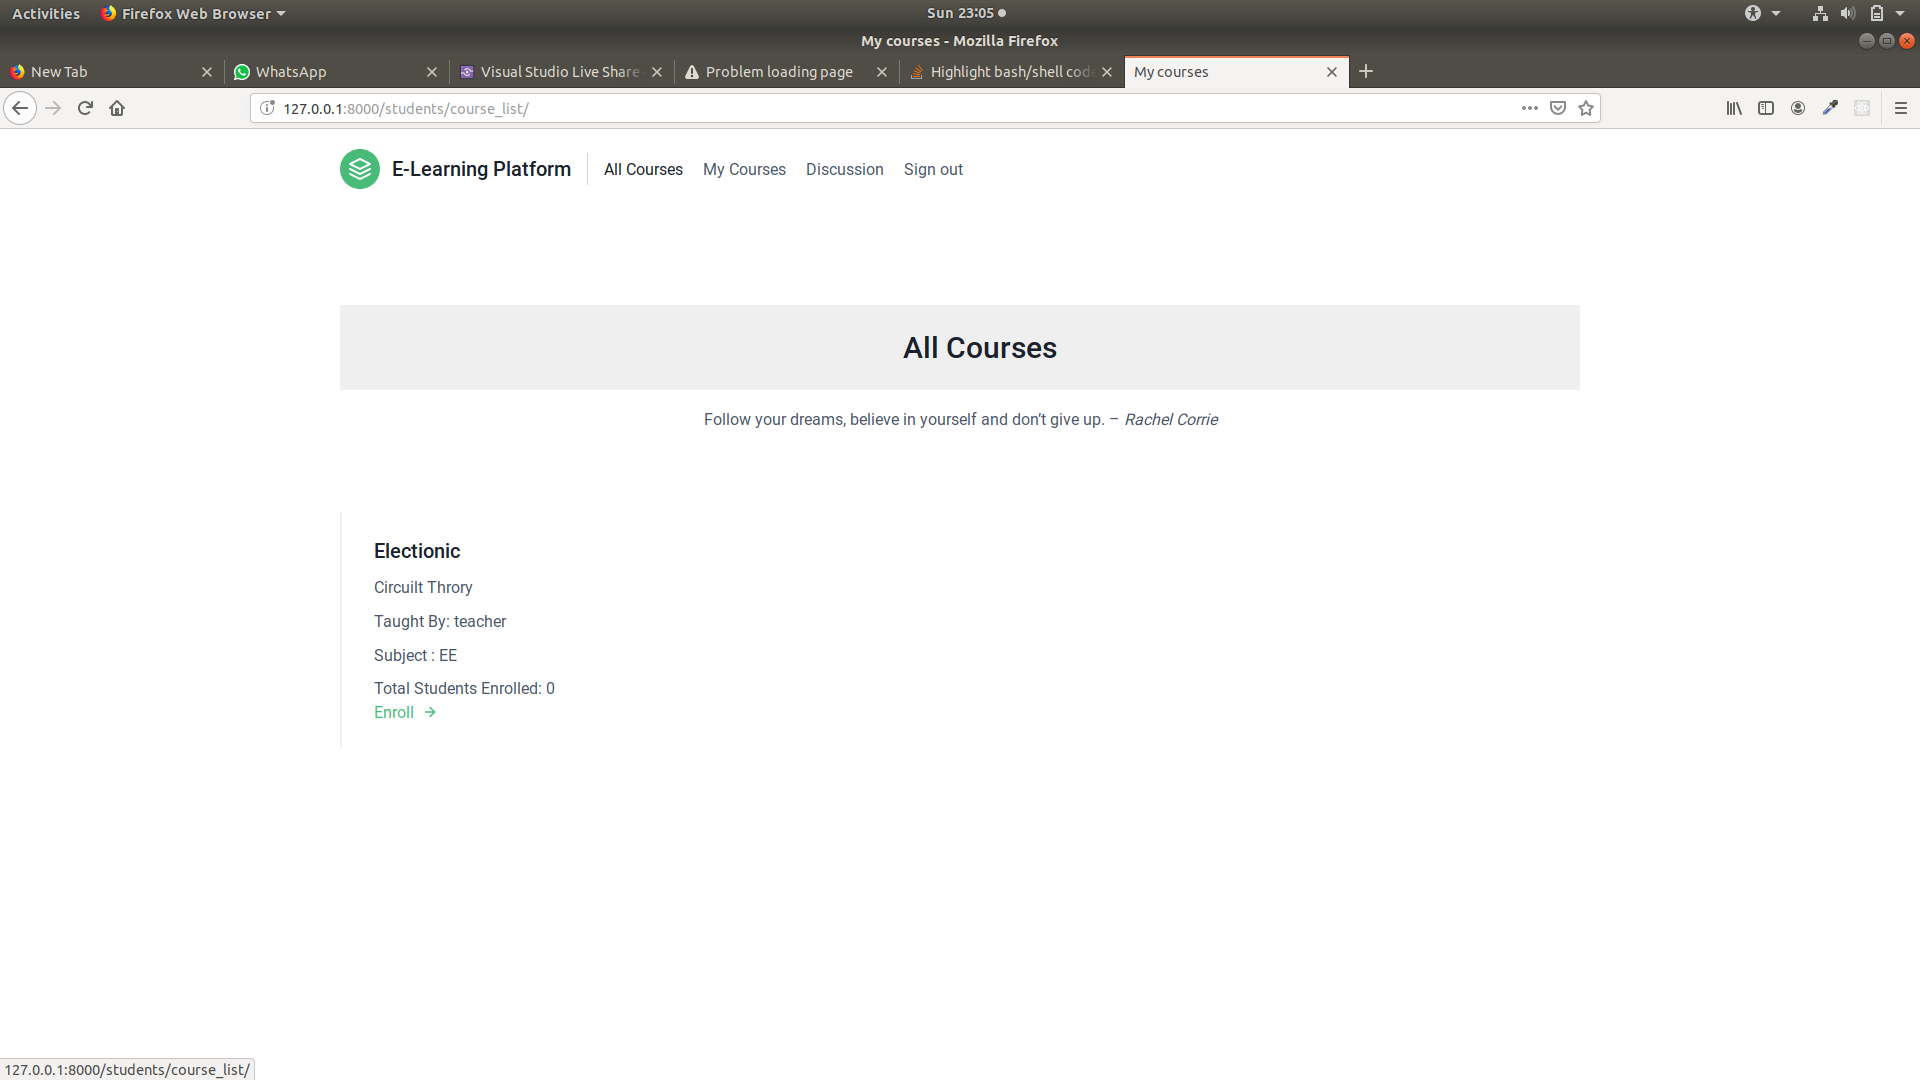 Activities Firefox Web Browser Sun 23:05
My courses - Mozilla Firefox
New Tab WhatsApp Visual Studio Live Share Problem loading page Highlight bash/shell cod My courses
127.0.0.1:8000/students/course_list/
E-Learning Platform All Courses My Courses Discussion Sign out
All Courses
Follow your dreams, believe in yourself and don’t give up. – Rachel Corrie
Electionic
Circuilt Throry
Taught By: teacher
Subject : EE
Total Students Enrolled: 0
Enroll →
127.0.0.1:8000/students/course_list/